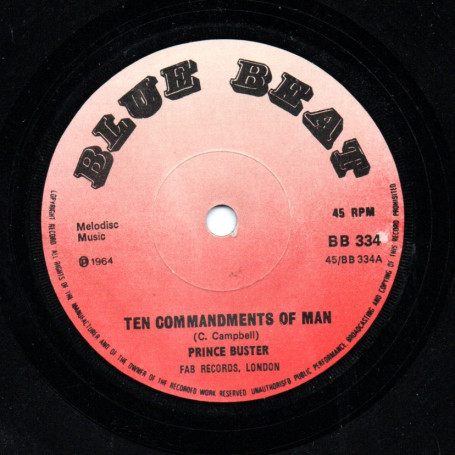 BLUE BEAT
Melodisc
Music
Ⓟ 1964
45 RPM
BB 334
45/BB 334A
TEN COMMANDMENTS OF MAN
(C. Campbell)
PRINCE BUSTER
FAB RECORDS, LONDON
COPYRIGHT RECORD ALL RIGHTS OF THE MANUFACTURER AND OF THE OWNER OF THE RECORDED WORK RESERVED UNAUTHORISED PUBLIC PERFORMANCE, BROADCASTING AND COPYING OF THIS RECORD PROHIBITED